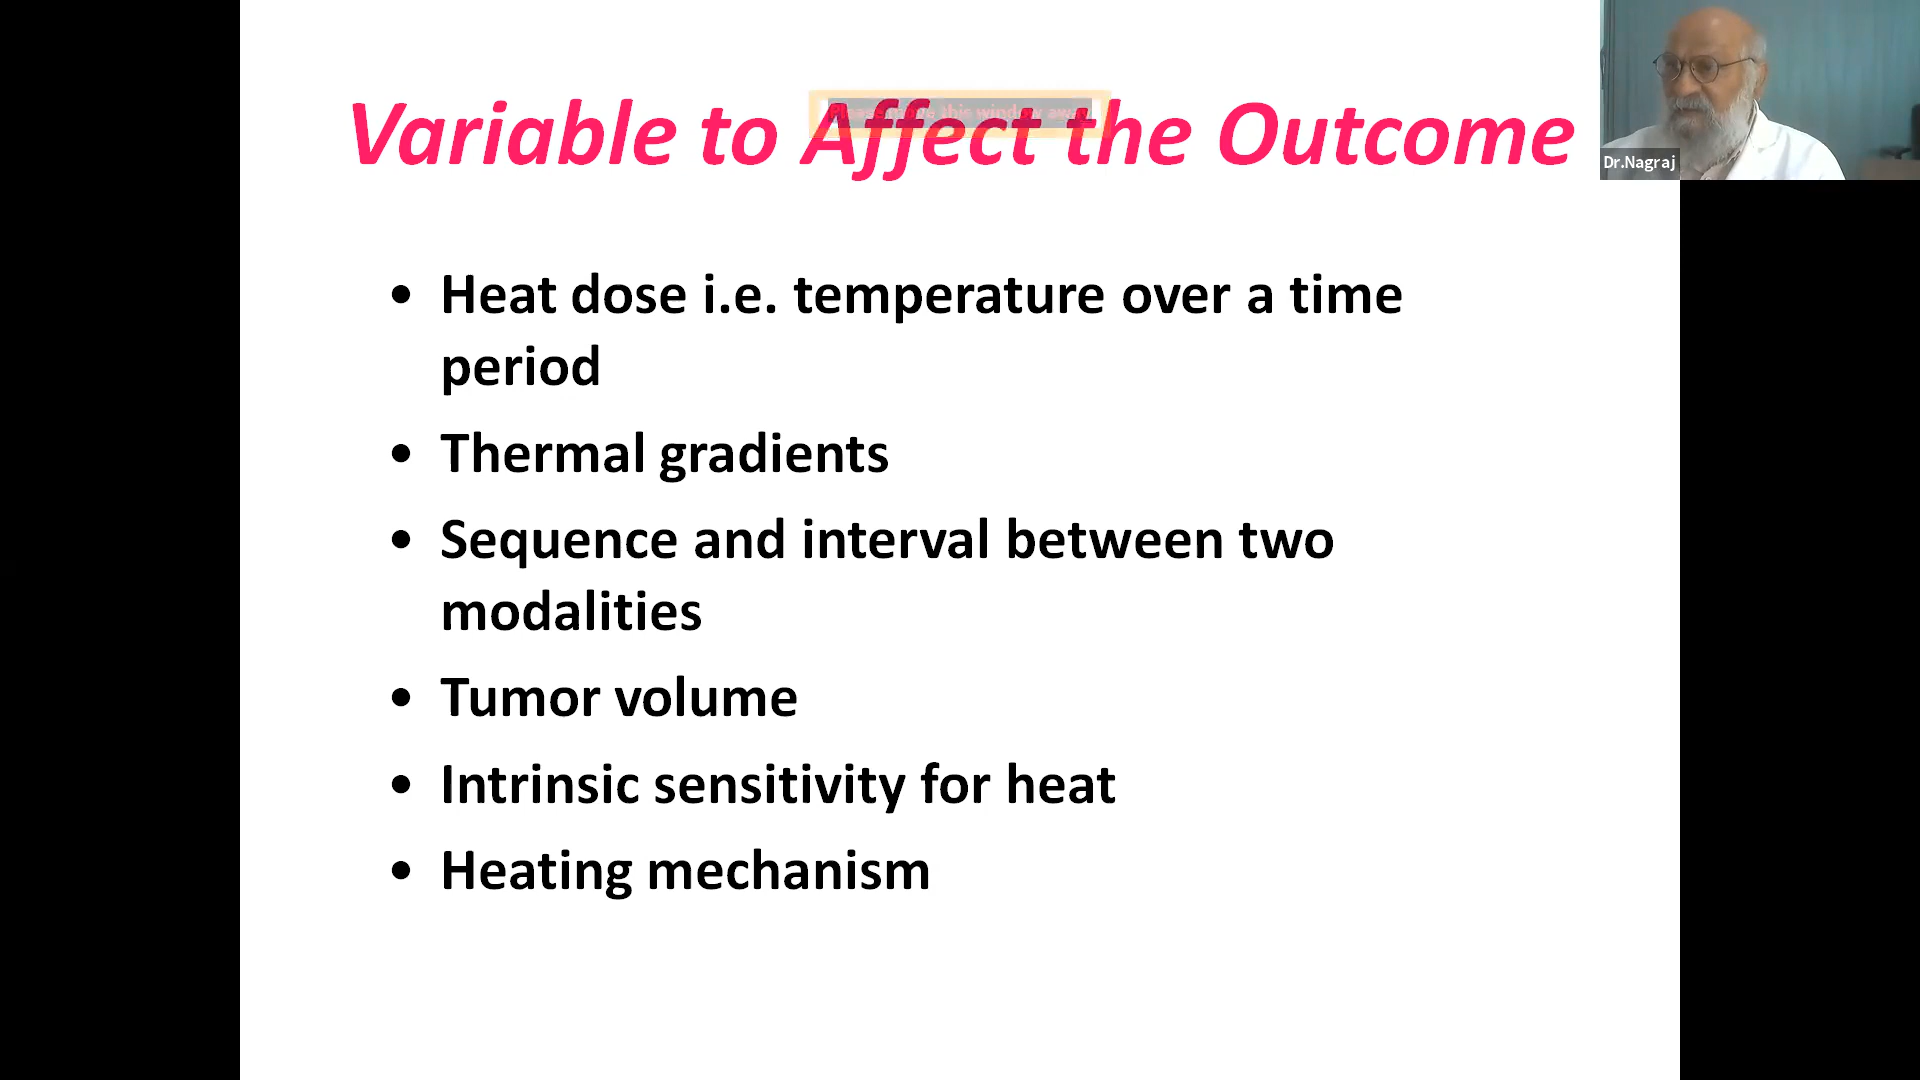 Variable to Affect the Outcome
Dr.Nagraj
• Heat dose i.e. temperature over a time
period
• Thermal gradients
• Sequence and interval between two
modalities
• Tumor volume
• Intrinsic sensitivity for heat
• Heating mechanism